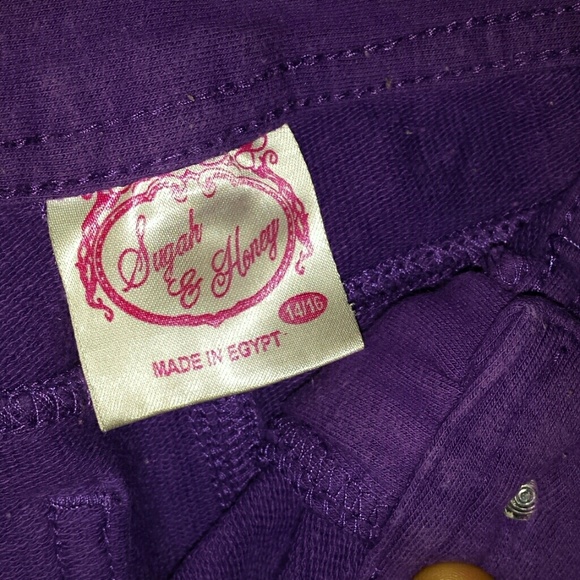 Sugah
& Honey
14/16
MADE IN EGYPT